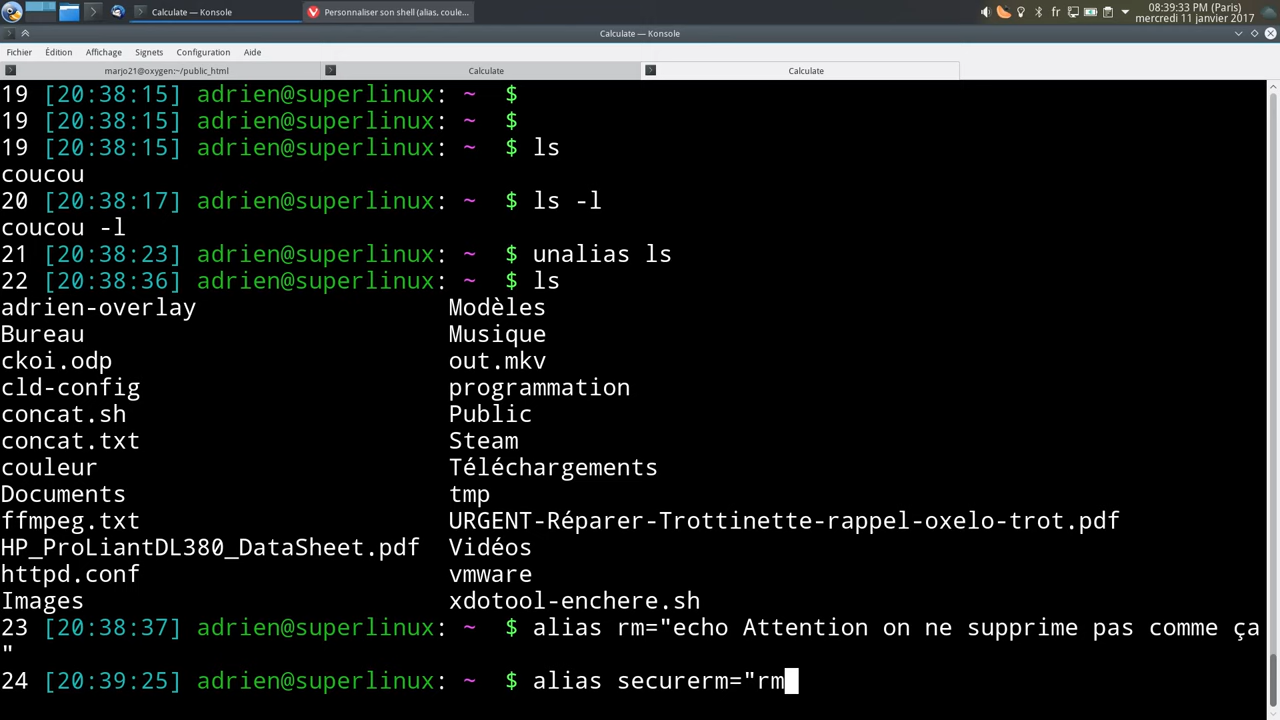 Calculate — Konsole
Personnaliser son shell (alias, coule...
fr
08:39:33 PM (Paris)
mercredi 11 janvier 2017
Calculate — Konsole
Fichier Édition Affichage Signets Configuration Aide
marjo21@oxygen:~/public_html Calculate Calculate
19 [20:38:15] adrien@superlinux: ~ $
19 [20:38:15] adrien@superlinux: ~ $
19 [20:38:15] adrien@superlinux: ~ $ ls
coucou
20 [20:38:17] adrien@superlinux: ~ $ ls -l
coucou -l
21 [20:38:23] adrien@superlinux: ~ $ unalias ls
22 [20:38:36] adrien@superlinux: ~ $ ls
adrien-overlay Modèles
Bureau Musique
ckoi.odp out.mkv
cld-config programmation
concat.sh Public
concat.txt Steam
couleur Téléchargements
Documents tmp
ffmpeg.txt URGENT-Réparer-Trottinette-rappel-oxelo-trot.pdf
HP_ProLiantDL380_DataSheet.pdf Vidéos
httpd.conf vmware
Images xdotool-enchere.sh
23 [20:38:37] adrien@superlinux: ~ $ alias rm="echo Attention on ne supprime pas comme ça
"
24 [20:39:25] adrien@superlinux: ~ $ alias securerm="rm